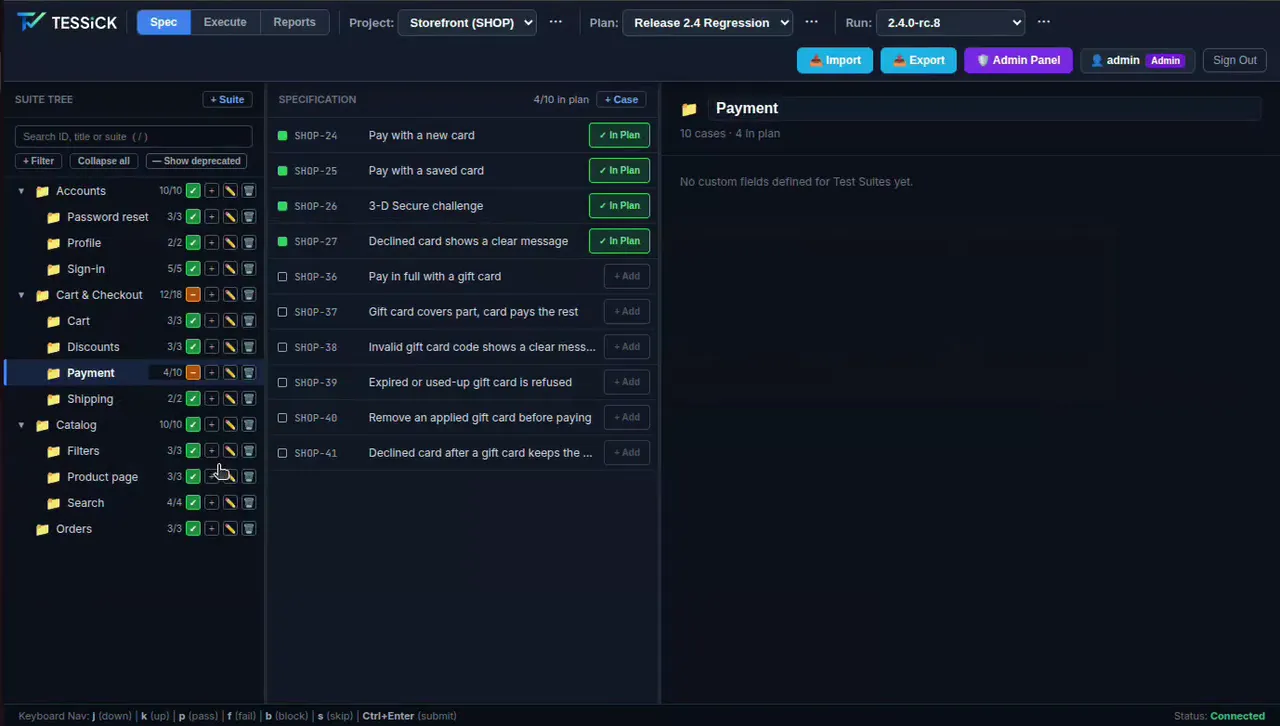 TESSiCK Spec Execute Reports Project: Storefront (SHOP) ··· Plan: Release 2.4 Regression ··· Run: 2.4.0-rc.8 ···
Import Export Admin Panel admin Admin Sign Out
SUITE TREE + Suite
Search ID, title or suite ( / )
+ Filter Collapse all — Show deprecated
▼ Accounts 10/10 ✓ +
Password reset 3/3 ✓ +
Profile 2/2 ✓ +
Sign-in 5/5 ✓ +
▼ Cart & Checkout 12/18 − +
Cart 3/3 ✓ +
Discounts 3/3 ✓ +
Payment 4/10 − +
Shipping 2/2 ✓ +
▼ Catalog 10/10 ✓ +
Filters 3/3 ✓ +
Product page 3/3 ✓ +
Search 4/4 ✓ +
Orders 3/3 ✓ +
SPECIFICATION 4/10 in plan + Case
SHOP-24 Pay with a new card ✓ In Plan
SHOP-25 Pay with a saved card ✓ In Plan
SHOP-26 3-D Secure challenge ✓ In Plan
SHOP-27 Declined card shows a clear message ✓ In Plan
SHOP-36 Pay in full with a gift card + Add
SHOP-37 Gift card covers part, card pays the rest + Add
SHOP-38 Invalid gift card code shows a clear mess... + Add
SHOP-39 Expired or used-up gift card is refused + Add
SHOP-40 Remove an applied gift card before paying + Add
SHOP-41 Declined card after a gift card keeps the ... + Add
Payment
10 cases · 4 in plan
No custom fields defined for Test Suites yet.
Keyboard Nav: j (down) | k (up) | p (pass) | f (fail) | b (block) | s (skip) | Ctrl+Enter (submit) Status: Connected